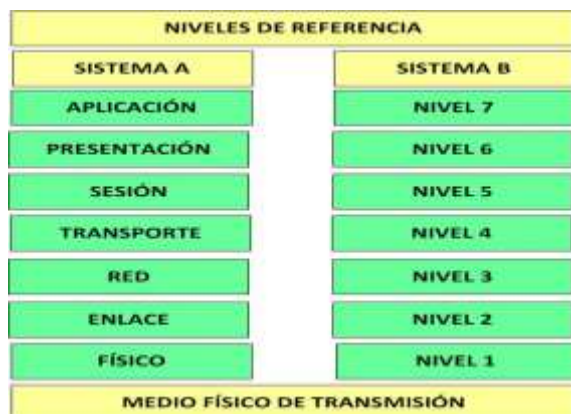 NIVELES DE REFERENCIA
SISTEMA A SISTEMA B
APLICACIÓN NIVEL 7
PRESENTACIÓN NIVEL 6
SESIÓN NIVEL 5
TRANSPORTE NIVEL 4
RED NIVEL 3
ENLACE NIVEL 2
FÍSICO NIVEL 1
MEDIO FÍSICO DE TRANSMISIÓN